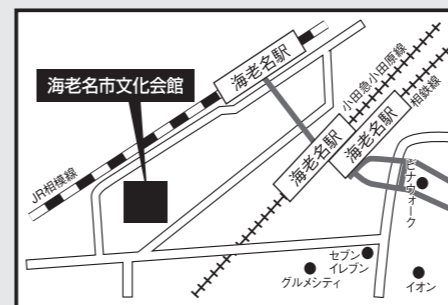 海老名駅
海老名市文化会館
小田急小田原線
相鉄線
JR相模線
海老名駅
海老名駅
ビナウォーク
セブン
イレブン
グルメシティ
イオン